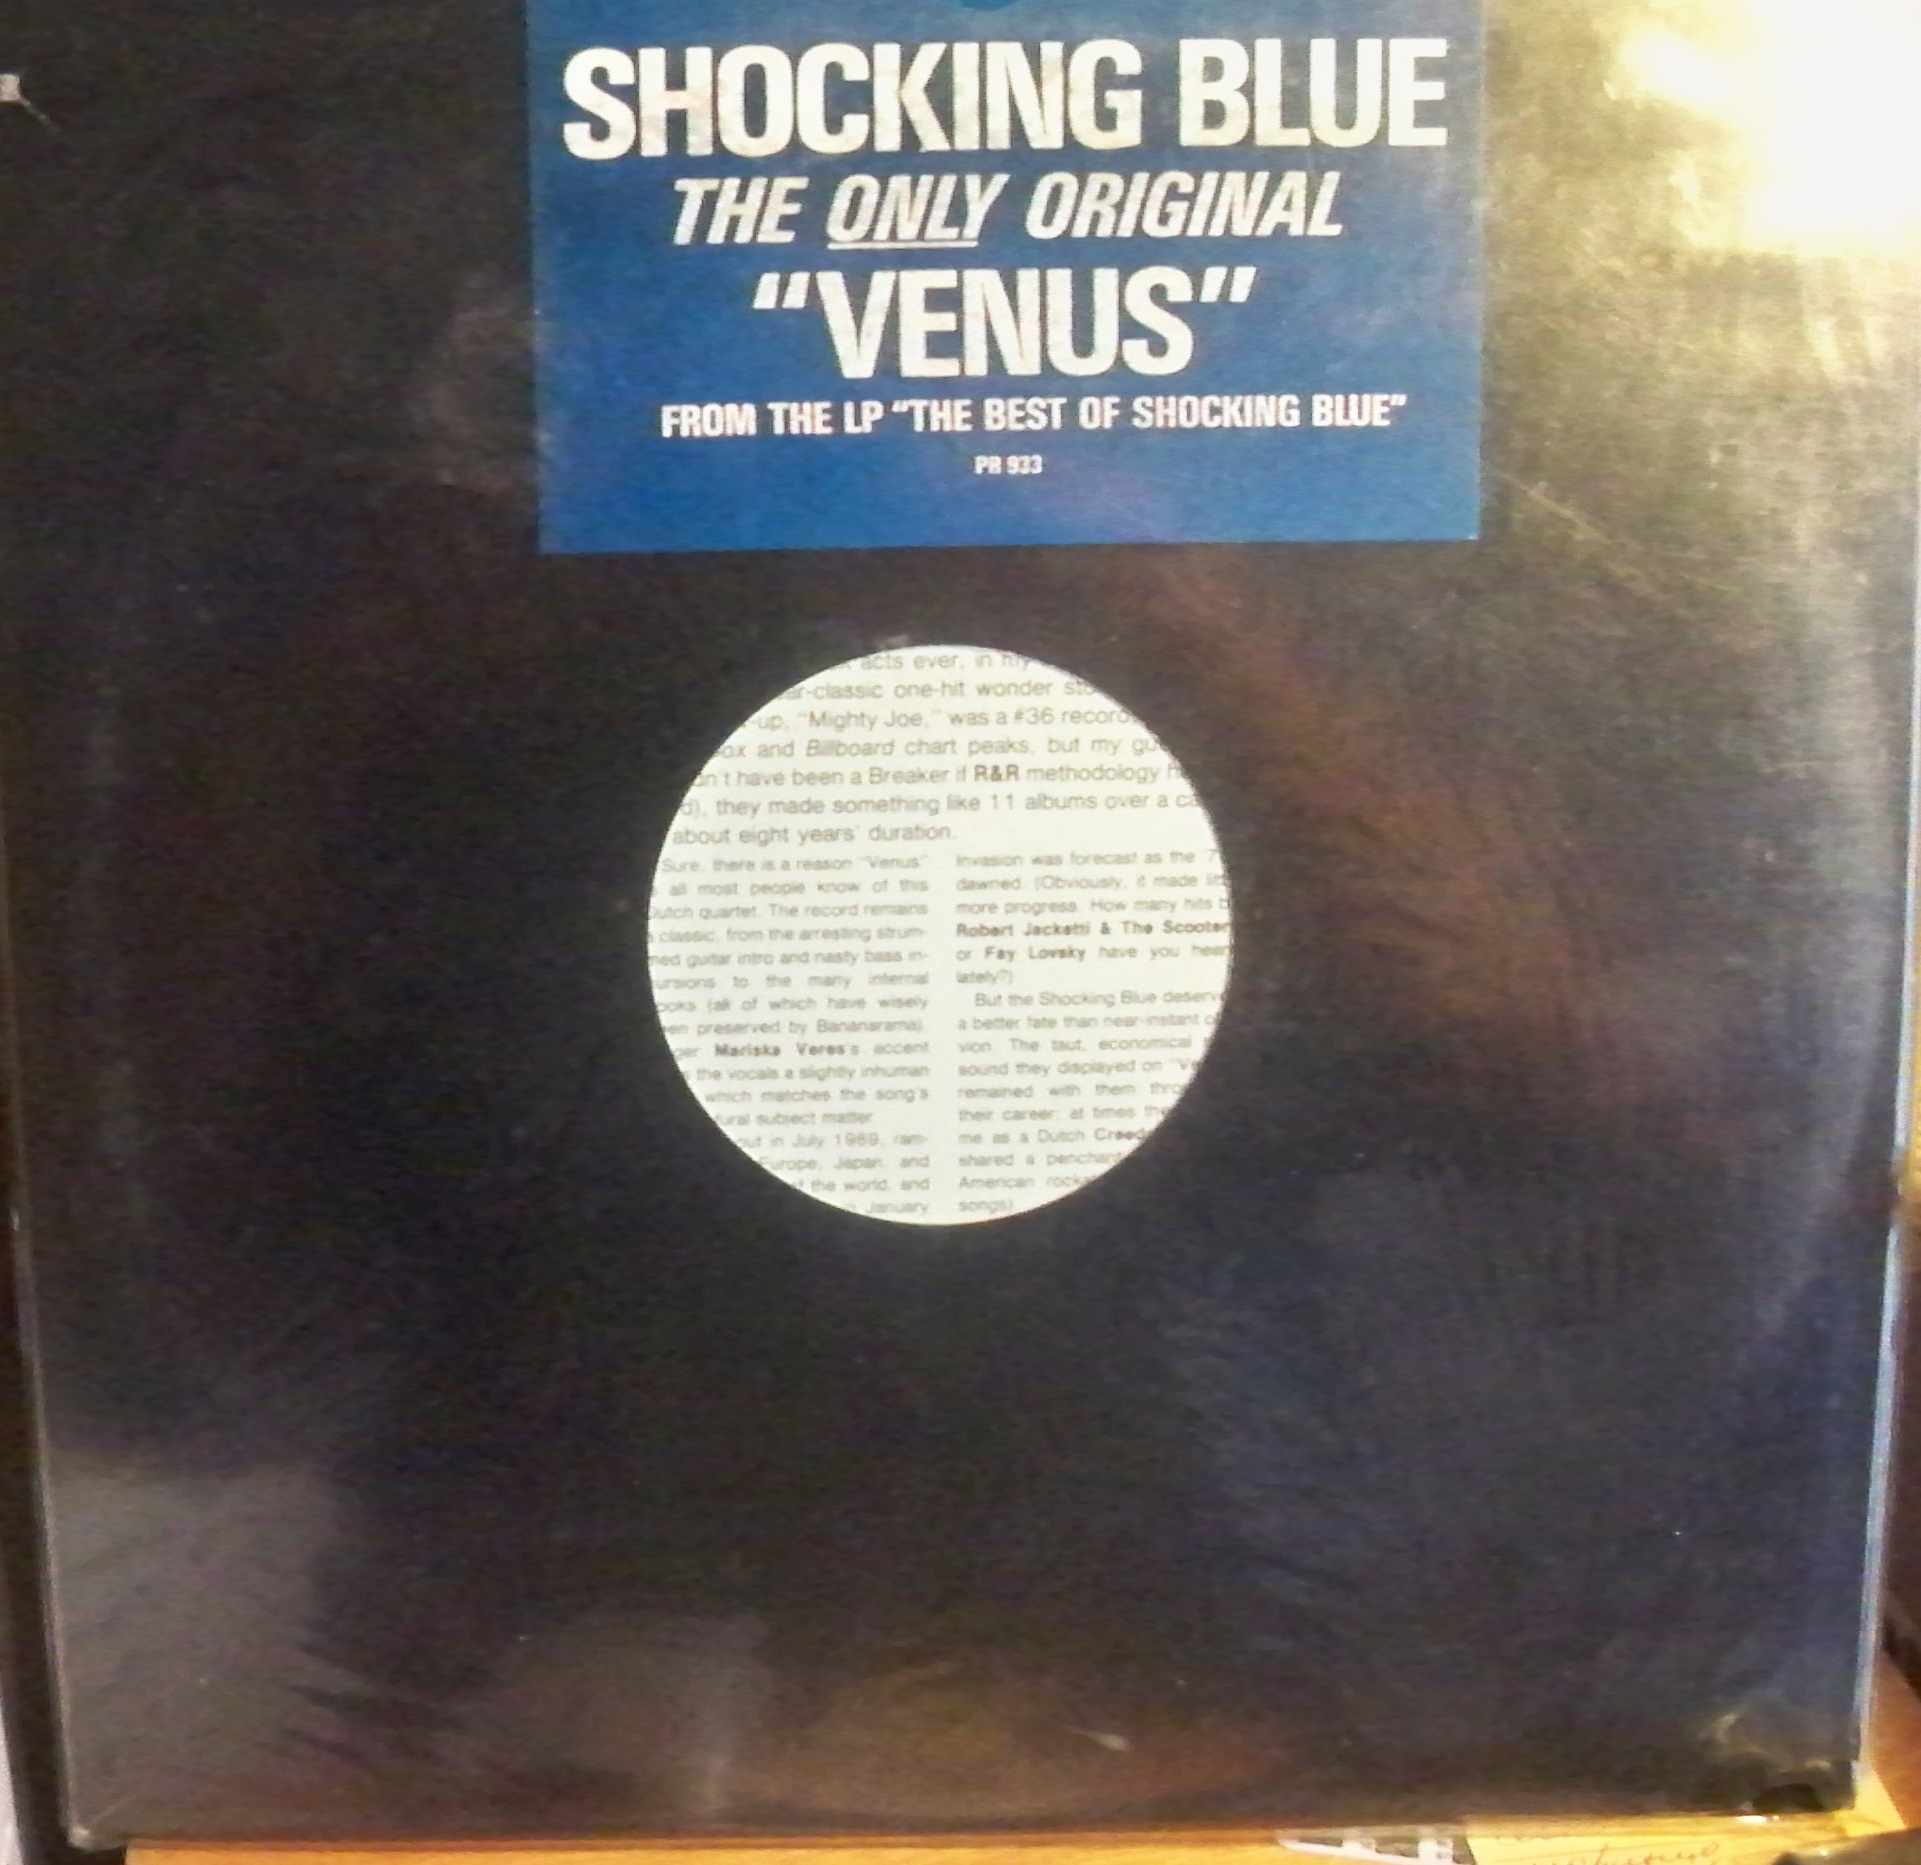 SHOCKING BLUE
THE ONLY ORIGINAL
"VENUS"
FROM THE LP "THE BEST OF SHOCKING BLUE"
PR 933
acts ever, in my
-classic one-hit wonder
-up, "Mighty Joe," was a #36 record
and Billboard chart peaks, but my
have been a Breaker if R&R methodology
they made something like 11 albums over a
about eight years' duration.
Sure, there is a reason "Venus"
all most people know of this
quartet. The record remains
classic, from the arresting strum-
guitar intro and nasty bass in-
to the many internal
(all of which have wisely
preserved by Bananarama).
Mariska Veres's accent
the vocals a slightly inhuman
which matches the song's
subject matter.
out in July 1969, ram-
Europe, Japan, and
the world, and
January
Invasion was forecast as the
dawned. (Obviously, it made
more progress. How many hits
Robert Jacketti & The Scooter
or Fay Lovsky have you
lately?)
But the Shocking Blue
a better fate than near-instant
The taut, economical
sound they displayed on
remained with them
their career; at times
me as a Dutch
shared a penchant
American
songs)